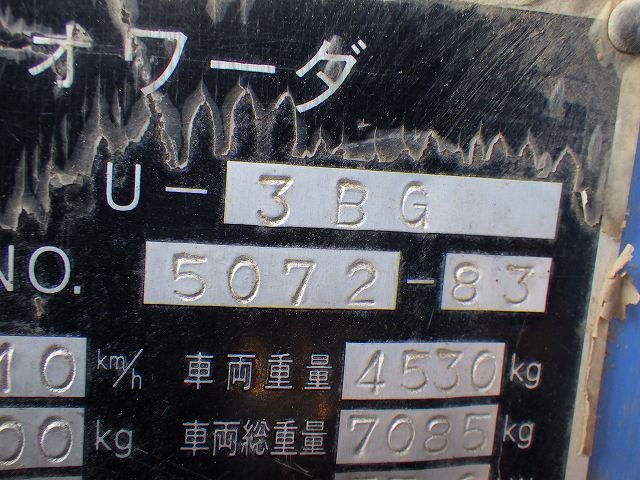 オワーダ
U-3BG
NO. 5072-83
10 km/h 車両重量 4530 kg
00 kg 車両総重量 7085 kg